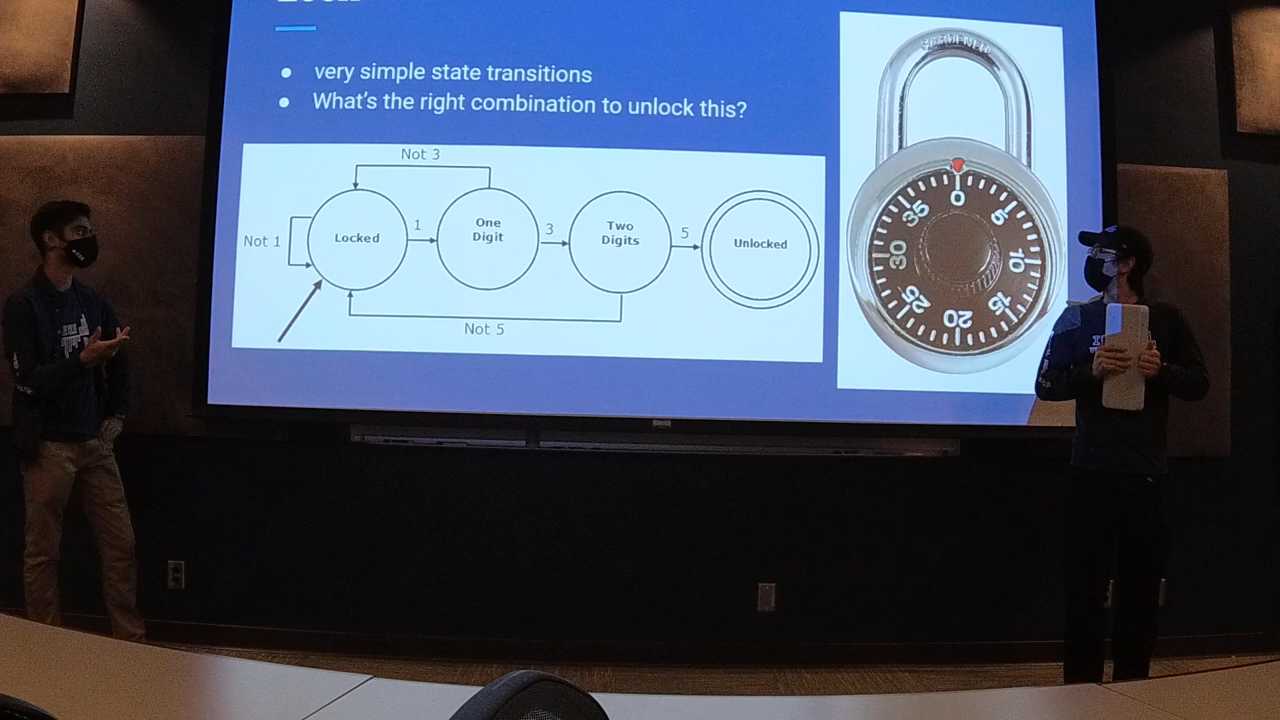 very simple state transitions
What's the right combination to unlock this?
Not 3
Not 1
Locked
1
One
Digit
3
Two
Digits
5
Unlocked
Not 5
0
5
10
15
20
25
30
35